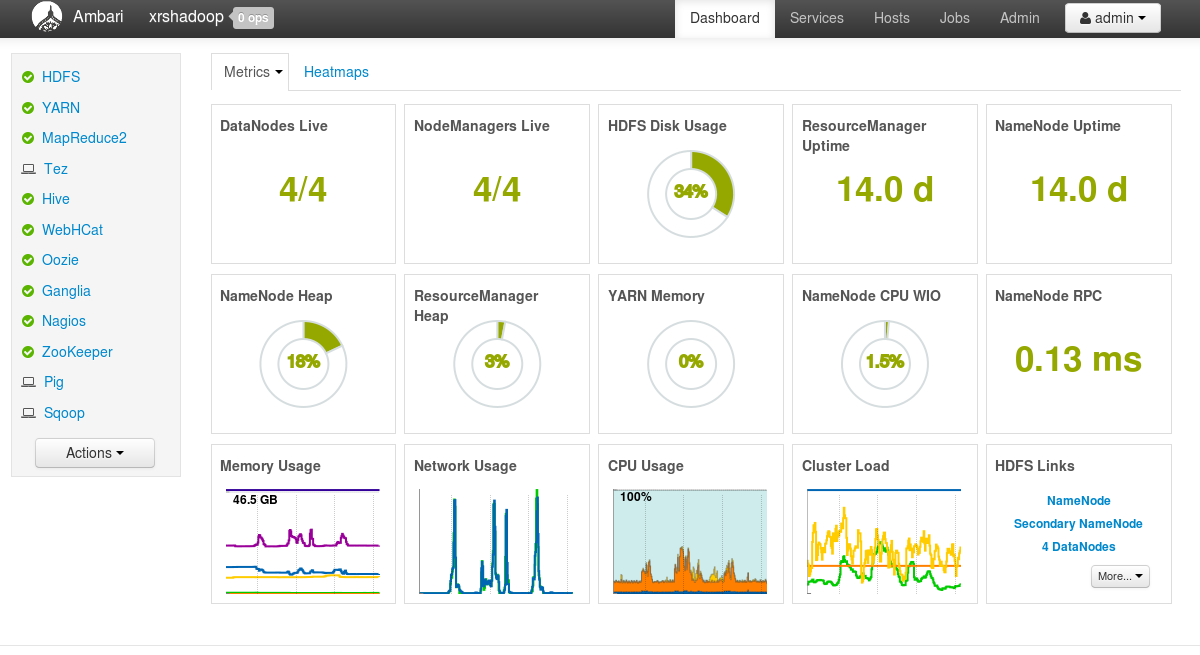 Ambari xrshadoop 0 ops Dashboard Services Hosts Jobs Admin admin
HDFS
YARN
MapReduce2
Tez
Hive
WebHCat
Oozie
Ganglia
Nagios
ZooKeeper
Pig
Sqoop
Actions
Metrics Heatmaps
DataNodes Live
4/4
NodeManagers Live
4/4
HDFS Disk Usage
34%
ResourceManager
Uptime
14.0 d
NameNode Uptime
14.0 d
NameNode Heap
18%
ResourceManager
Heap
3%
YARN Memory
0%
NameNode CPU WIO
1.5%
NameNode RPC
0.13 ms
Memory Usage
46.5 GB
Network Usage
CPU Usage
100%
Cluster Load
HDFS Links
NameNode
Secondary NameNode
4 DataNodes
More...